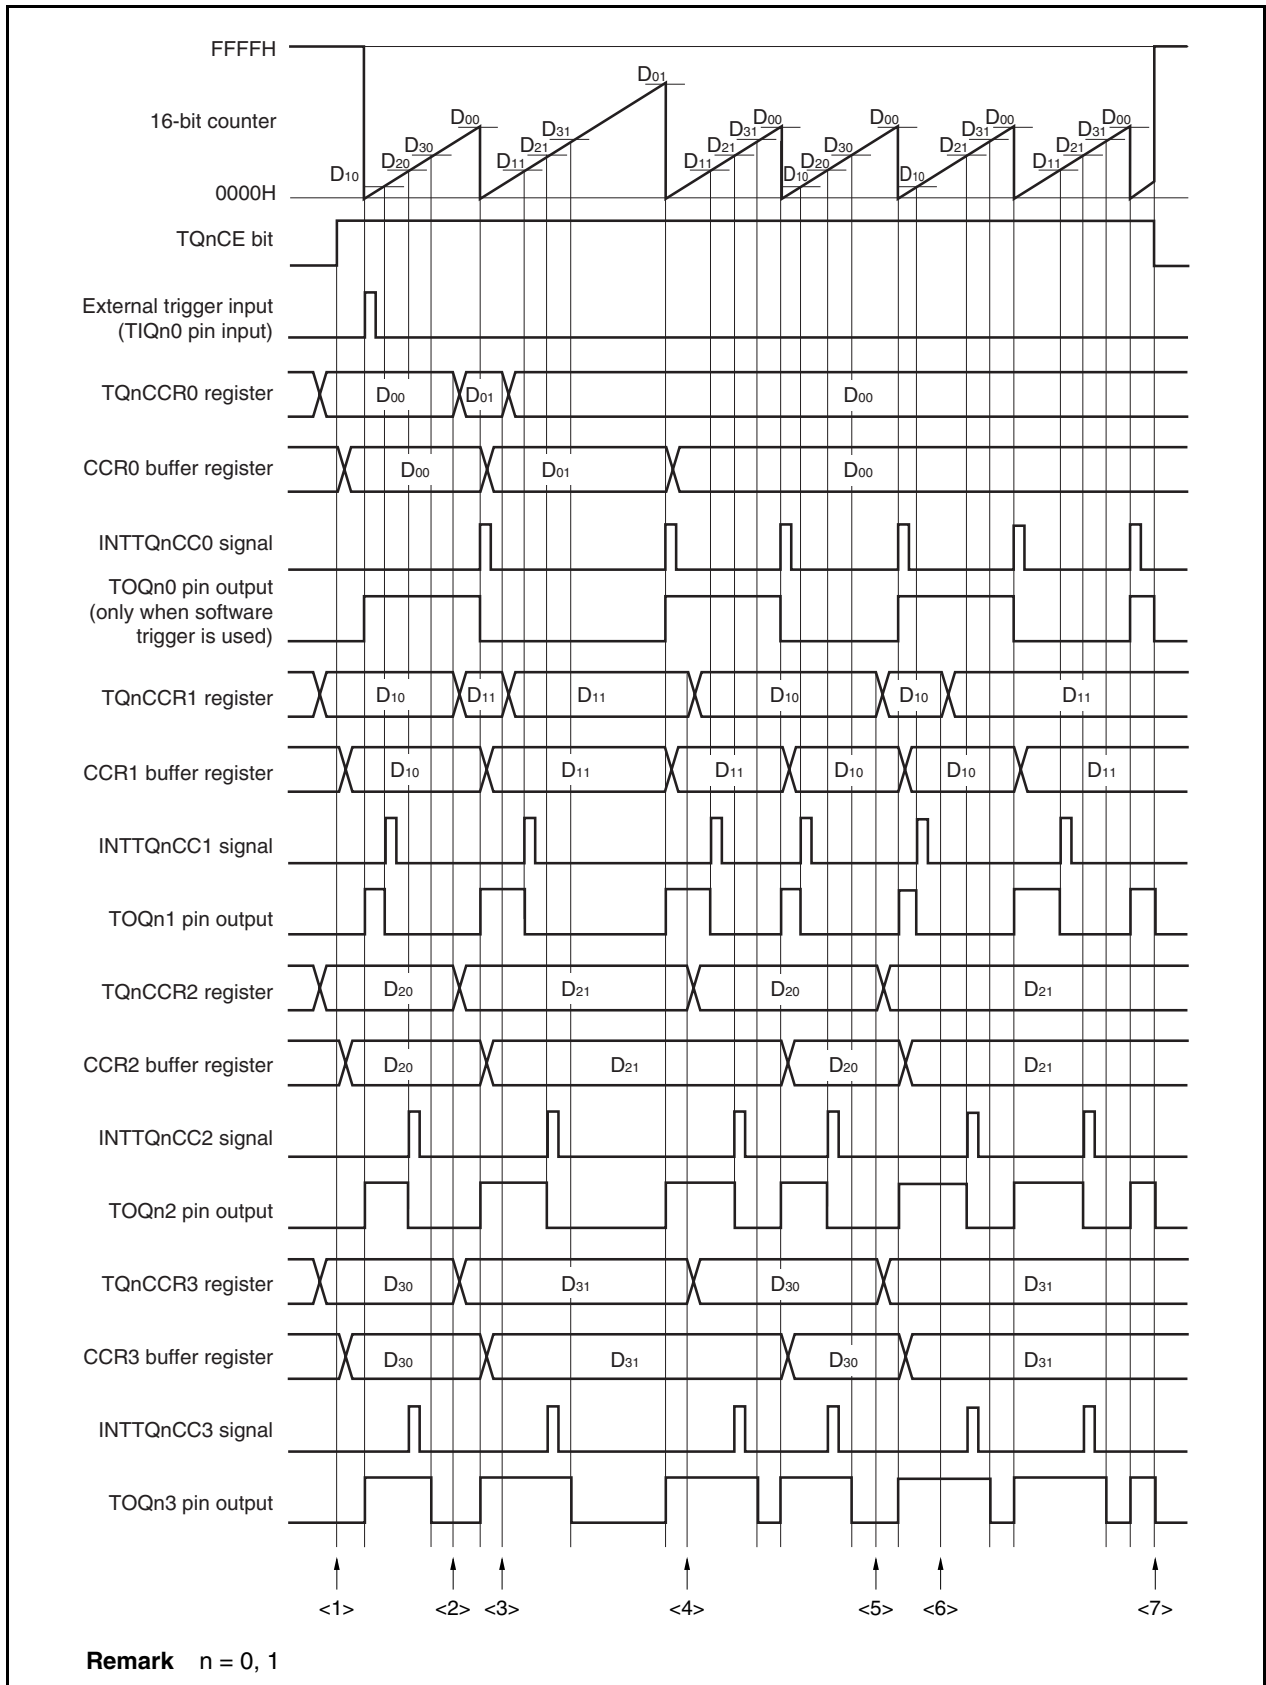 FFFFH
D01
16-bit counter
D00 D00 D00 D00 D00
D31 D31 D31 D31
D30 D21 D21 D30 D21 D21
D20 D11 D11 D20 D11
D10 D10 D10
0000H
TQnCE bit
External trigger input
(TIQn0 pin input)
TQnCCR0 register D00 D01 D00
CCR0 buffer register D00 D01 D00
INTTQnCC0 signal
TOQn0 pin output
(only when software
trigger is used)
TQnCCR1 register D10 D11 D11 D10 D10 D11
CCR1 buffer register D10 D11 D11 D10 D10 D11
INTTQnCC1 signal
TOQn1 pin output
TQnCCR2 register D20 D21 D20 D21
CCR2 buffer register D20 D21 D20 D21
INTTQnCC2 signal
TOQn2 pin output
TQnCCR3 register D30 D31 D30 D31
CCR3 buffer register D30 D31 D30 D31
INTTQnCC3 signal
TOQn3 pin output
<1> <2> <3> <4> <5> <6> <7>
Remark n = 0, 1